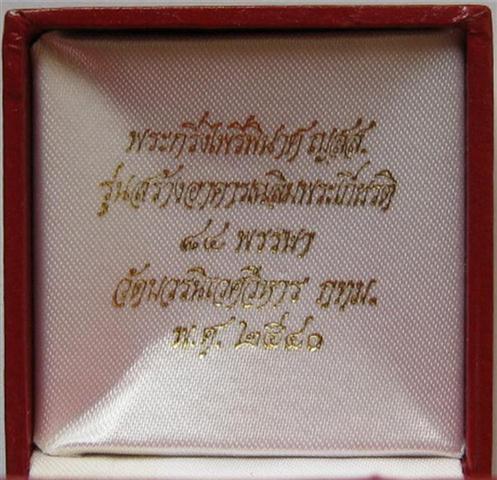 พระกริ่งไพรีพินาศ ญสส.
รุ่นสร้างอาคารเฉลิมพระเกียรติ
๘๔ พรรษา
วัดบวรนิเวศวิหาร กทม.
พ.ศ. ๒๕๔๐